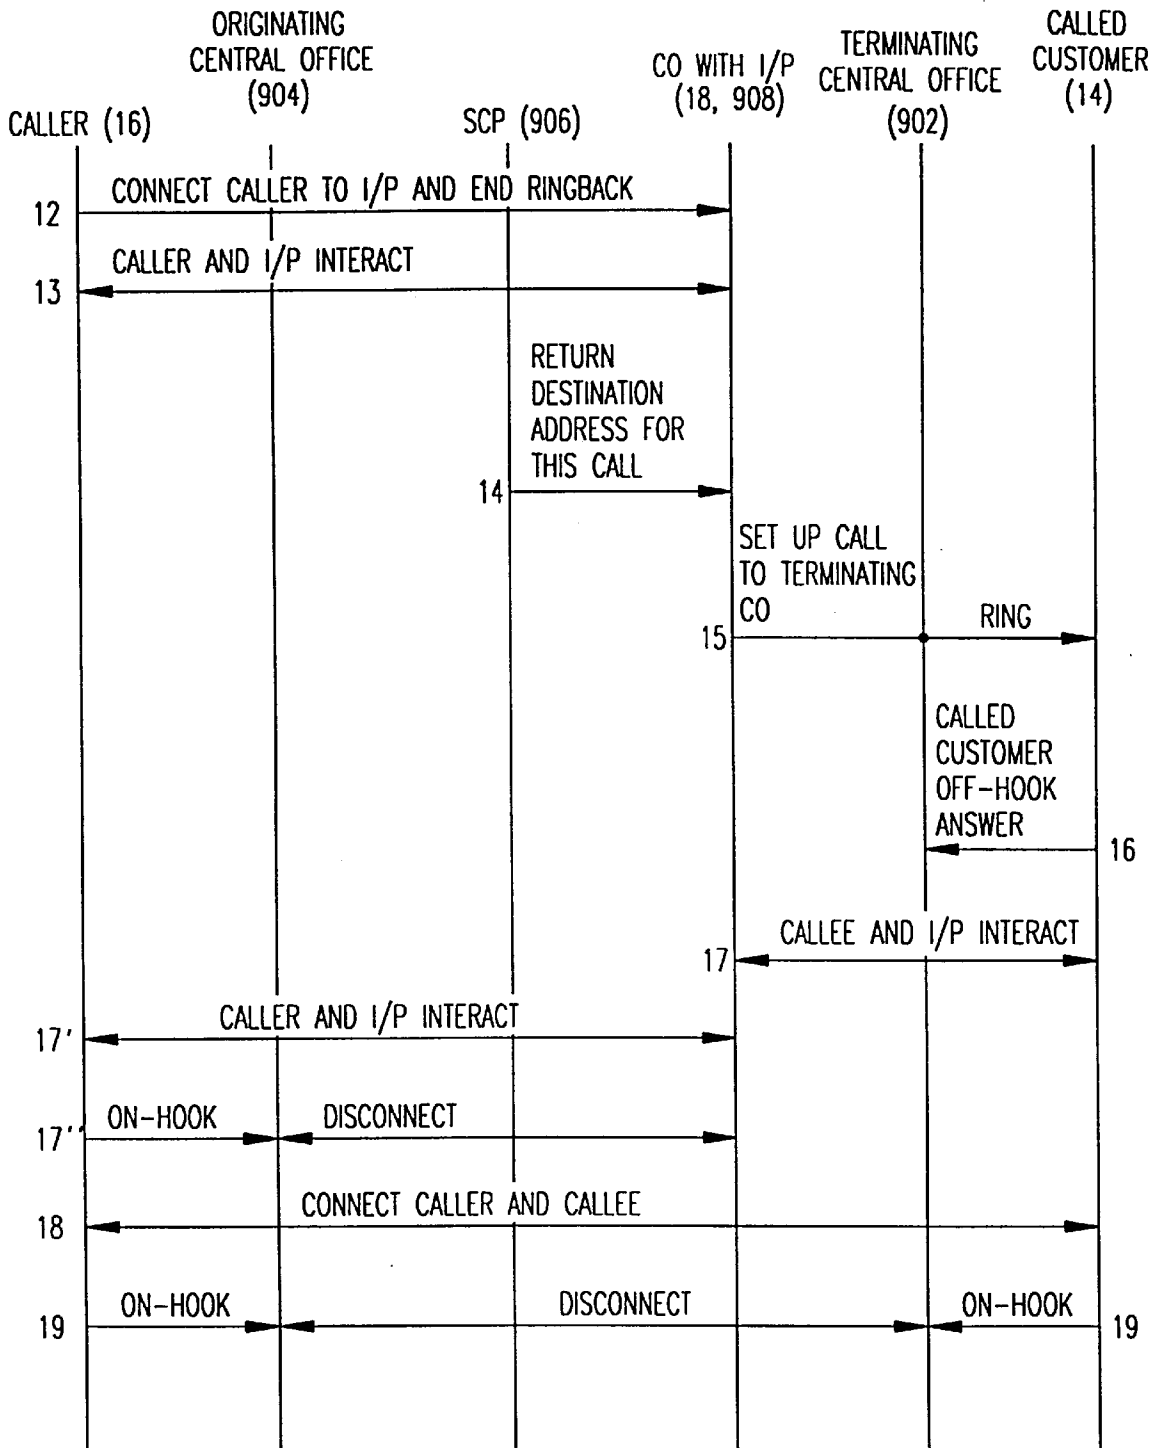 ORIGINATING
CENTRAL OFFICE
(904)
CALLER (16)
SCP (906)
CO WITH I/P
(18, 908)
TERMINATING
CENTRAL OFFICE
(902)
CALLED
CUSTOMER
(14)
12
CONNECT CALLER TO I/P AND END RINGBACK
CALLER AND I/P INTERACT
13
RETURN
DESTINATION
ADDRESS FOR
THIS CALL
14
SET UP CALL
TO TERMINATING
CO
15
RING
CALLED
CUSTOMER
OFF-HOOK
ANSWER
16
CALLEE AND I/P INTERACT
17
CALLER AND I/P INTERACT
17'
ON-HOOK
DISCONNECT
17''
CONNECT CALLER AND CALLEE
18
ON-HOOK
DISCONNECT
ON-HOOK
19
19